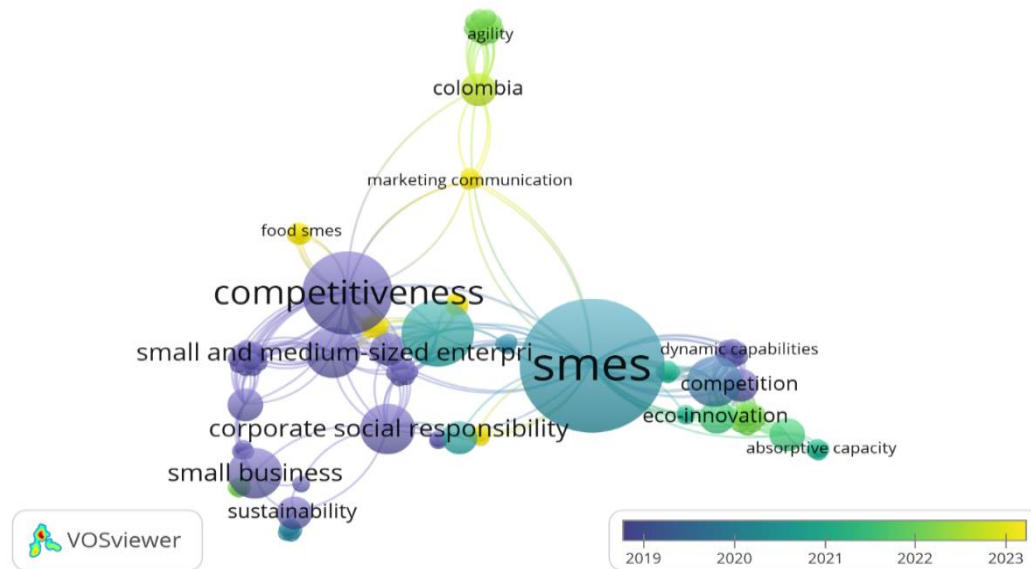 agility
colombia
marketing communication
food smes
competitiveness
small and medium-sized enterpri
smes
dynamic capabilities
competition
eco-innovation
corporate social responsibility
absorptive capacity
small business
sustainability
VOSviewer
2019 2020 2021 2022 2023